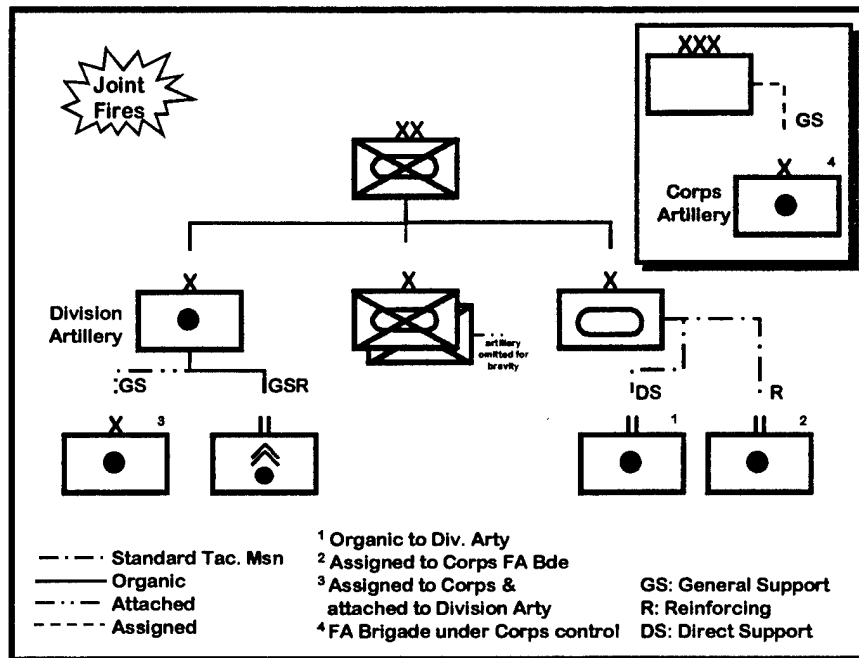 Joint
Fires
XXX
GS
X 4
Corps
Artillery
XX
X
Division
Artillery
X
artillery
omitted for
bravity
X
GS
GSR
DS
R
X 3
II
II 1
II 2
Standard Tac. Msn
Organic
Attached
Assigned
1 Organic to Div. Arty
2 Assigned to Corps FA Bde
3 Assigned to Corps &
attached to Division Arty
4 FA Brigade under Corps control
GS: General Support
R: Reinforcing
DS: Direct Support